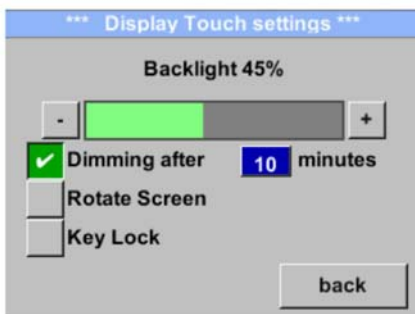 *** Display Touch settings ***
Backlight 45%
- +
Dimming after 10 minutes
Rotate Screen
Key Lock
back